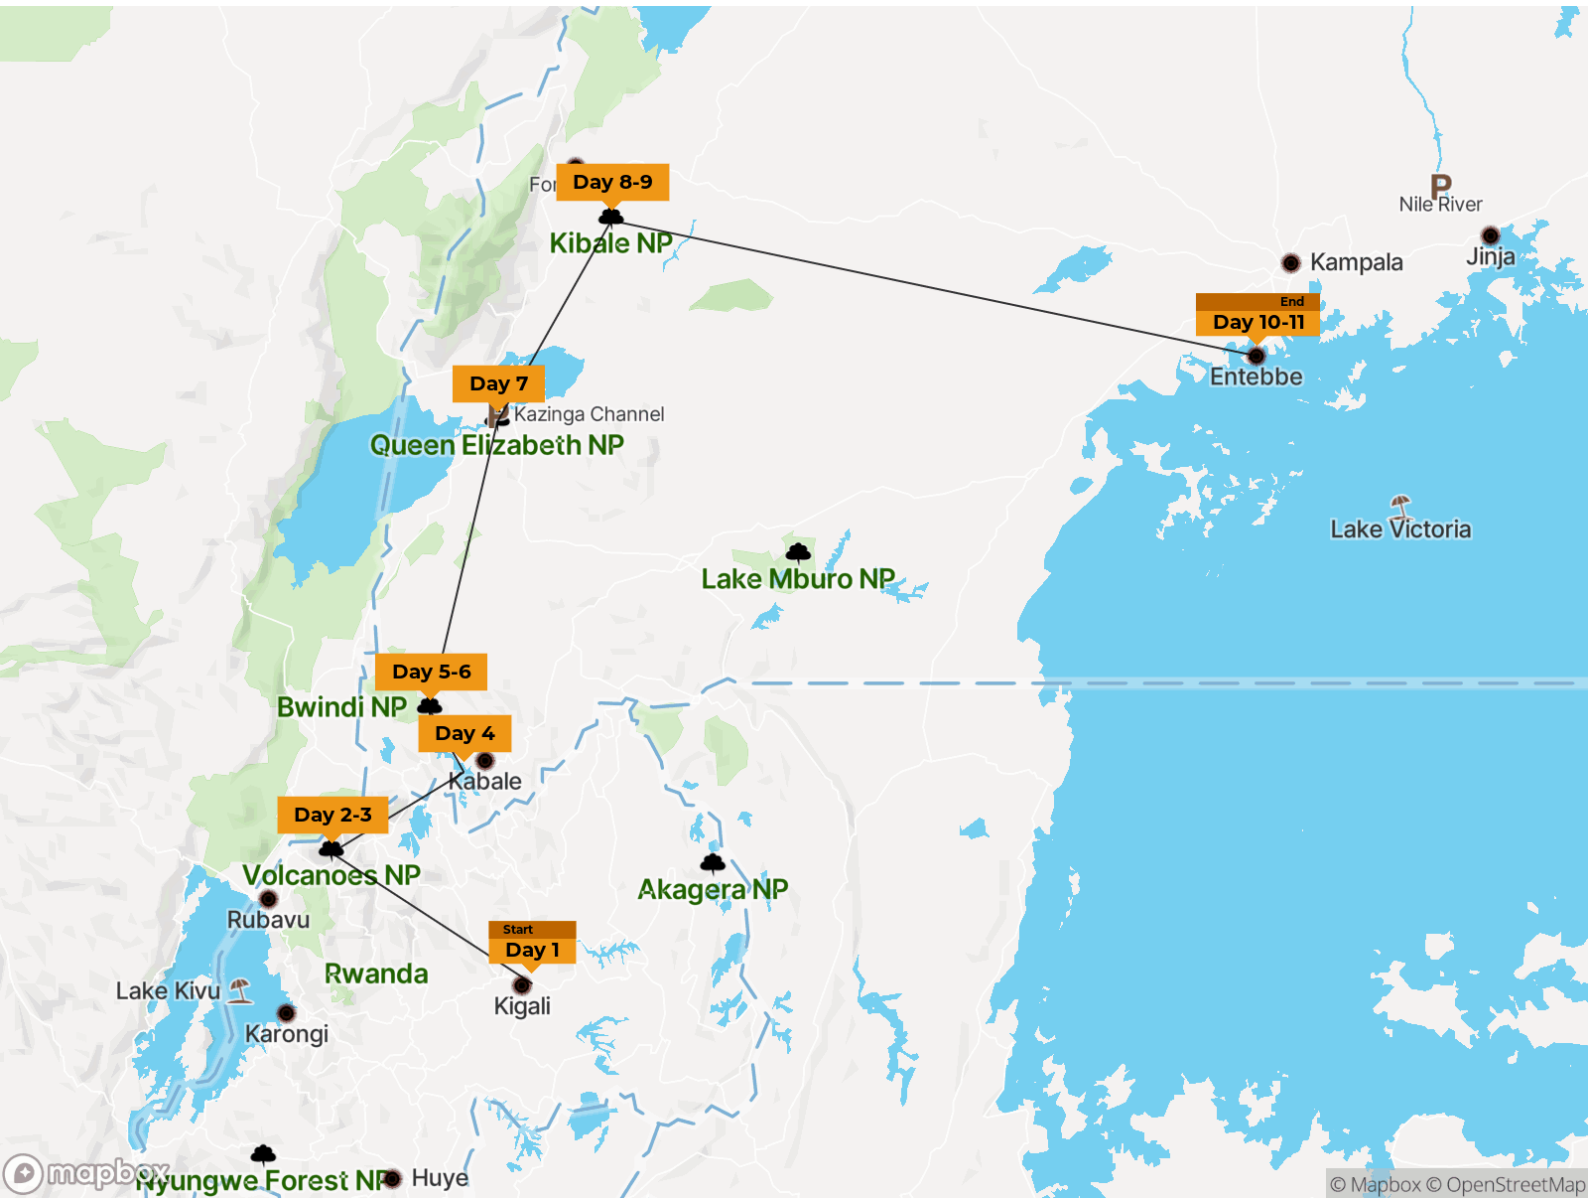 Day 8-9
For
Kibale NP
P
Nile River
Jinja
Kampala
End
Day 10-11
Entebbe
Day 7
P
Kazinga Channel
Queen Elizabeth NP
Lake Victoria
Lake Mburo NP
Day 5-6
Bwindi NP
Day 4
Kabale
Day 2-3
Volcanoes NP
Akagera NP
Rubavu
Start
Day 1
Rwanda
Lake Kivu
Kigali
Karongi
mapbox
Nyungwe Forest NP
Huye
© Mapbox © OpenStreetMap